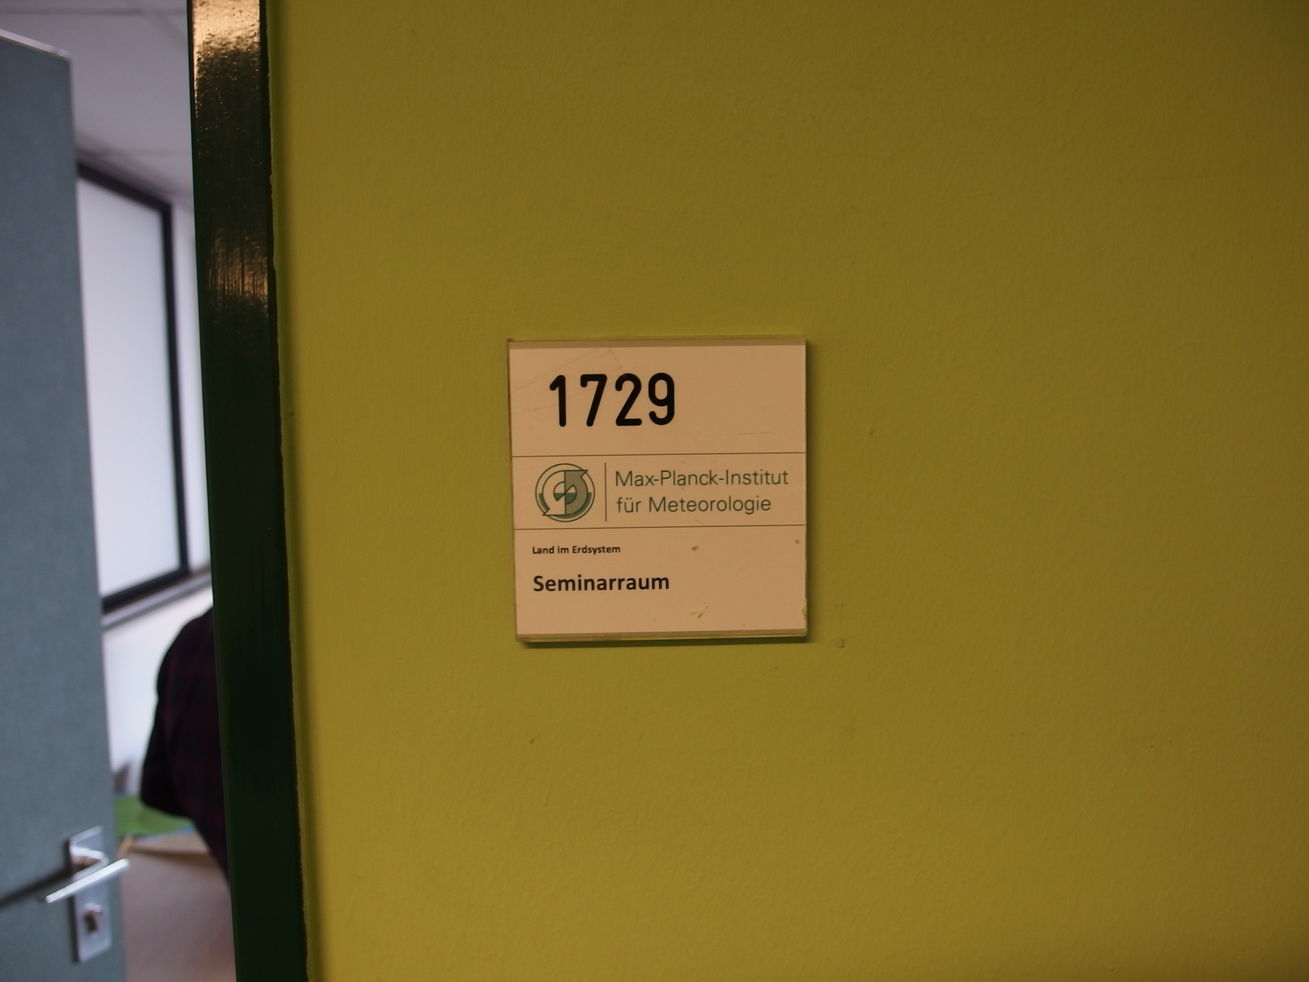 1729
Max-Planck-Institut
für Meteorologie
Land im Erdsystem
Seminarraum